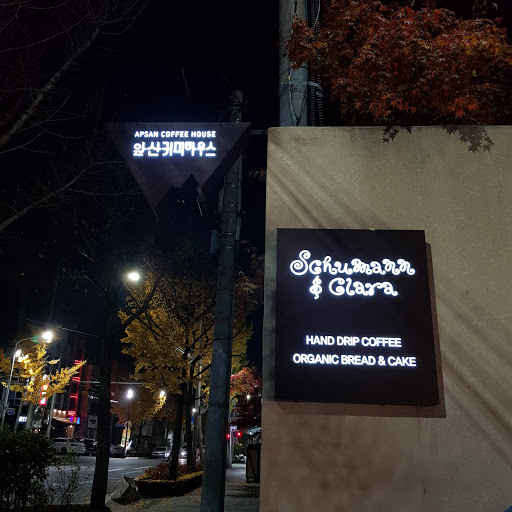 APSAN COFFEE HOUSE
앞산커피하우스
Schumann
& Clara
HAND DRIP COFFEE
ORGANIC BREAD & CAKE